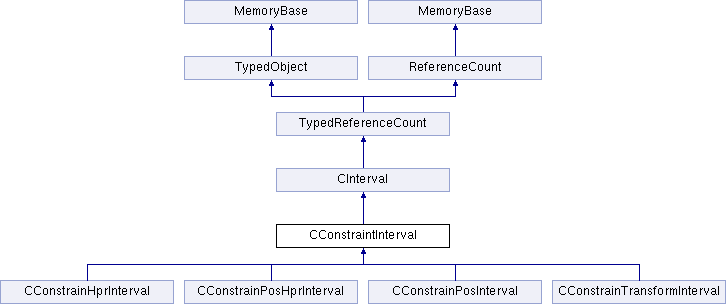 MemoryBase MemoryBase
TypedObject ReferenceCount
TypedReferenceCount
CInterval
CConstraintInterval
CConstrainHprInterval CConstrainPosHprInterval CConstrainPosInterval CConstrainTransformInterval